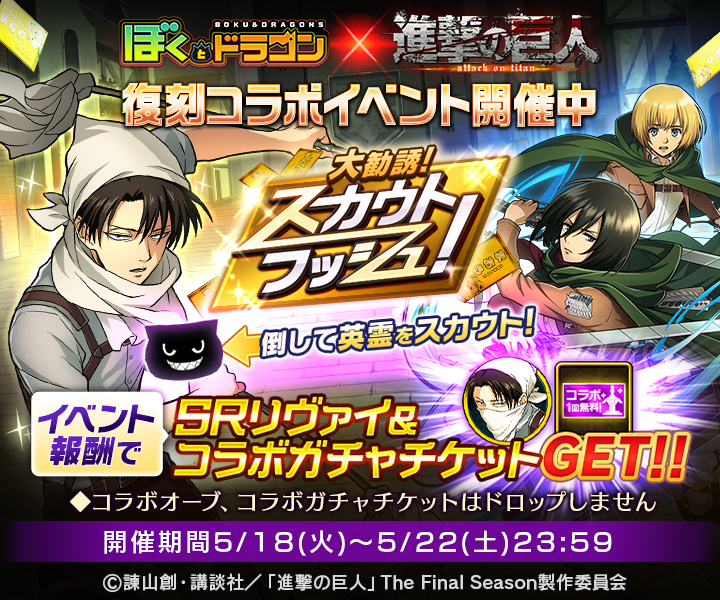 BOKU&DRAGONS
ぼくとドラゴン × 進撃の巨人
attack on titan
復刻コラボイベント開催中
大勧誘!
スカウト
フッシュ!
倒して英霊をスカウト!
コラボ
1回無料!
イベント
報酬で
SRリヴァイ&
コラボガチャチケットGET!!
◆コラボオーブ、コラボガチャチケットはドロップしません
開催期間5/18(火)〜5/22(土)23:59
©諫山創・講談社/「進撃の巨人」The Final Season製作委員会